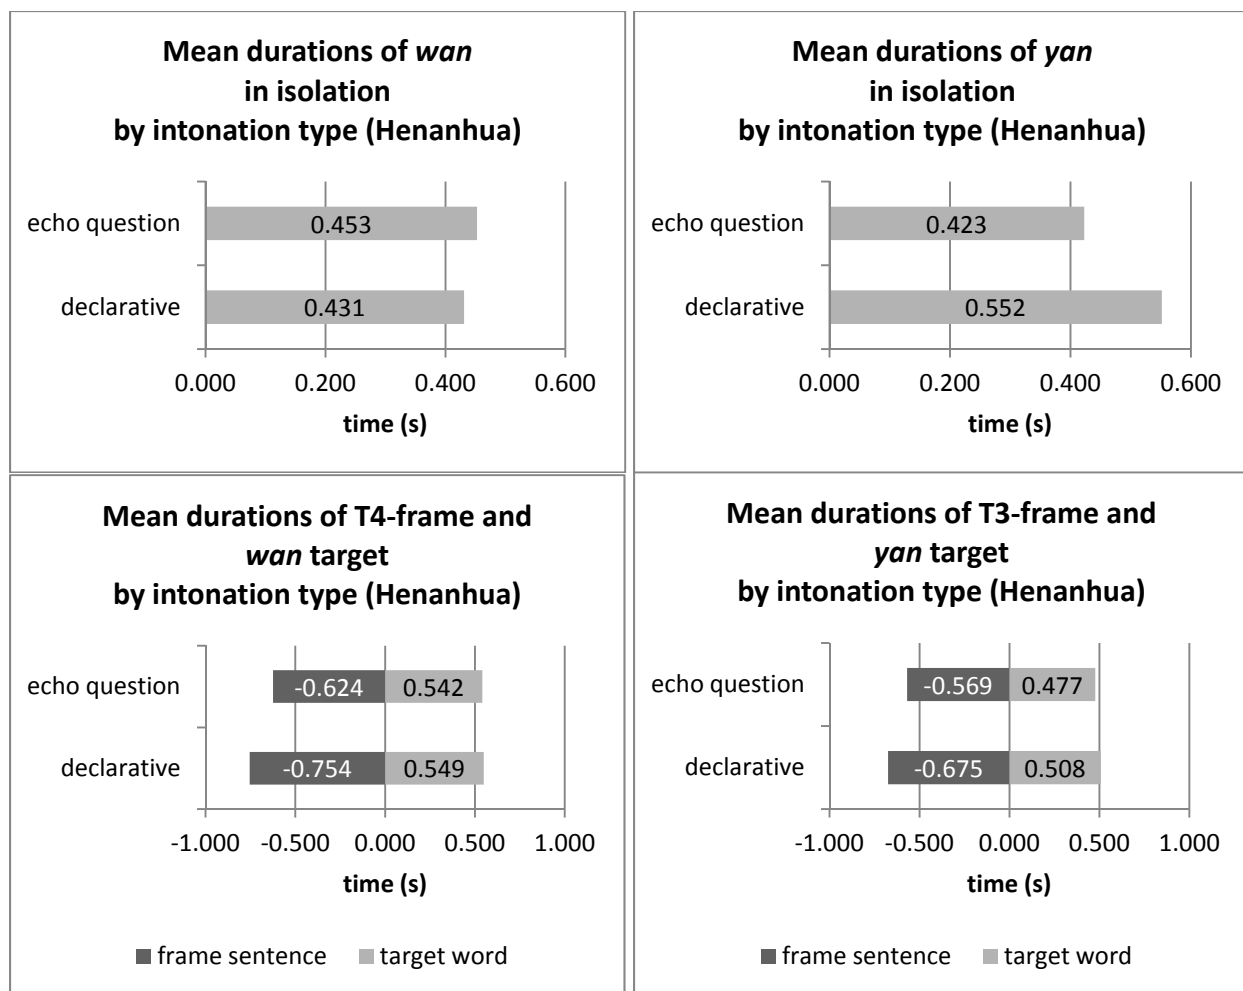 Mean durations of wan
in isolation
by intonation type (Henanhua)
echo question
0.453
declarative
0.431
0.000 0.200 0.400 0.600
time (s)
Mean durations of yan
in isolation
by intonation type (Henanhua)
echo question
0.423
declarative
0.552
0.000 0.200 0.400 0.600
time (s)
Mean durations of T4-frame and
wan target
by intonation type (Henanhua)
echo question
-0.624 0.542
declarative
-0.754 0.549
-1.000 -0.500 0.000 0.500 1.000
time (s)
frame sentence target word
Mean durations of T3-frame and
yan target
by intonation type (Henanhua)
echo question
-0.569 0.477
declarative
-0.675 0.508
-1.000 -0.500 0.000 0.500 1.000
time (s)
frame sentence target word